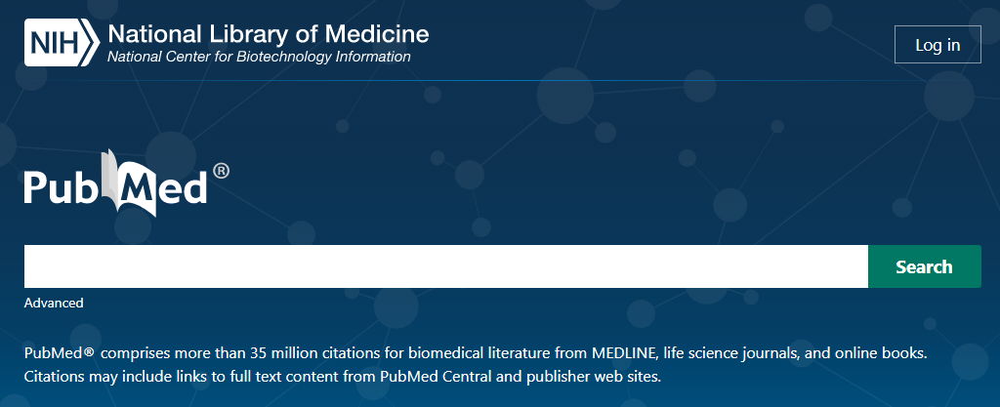 NIH National Library of Medicine
National Center for Biotechnology Information
Log in
PubMed®
Search
Advanced
PubMed® comprises more than 35 million citations for biomedical literature from MEDLINE, life science journals, and online books.
Citations may include links to full text content from PubMed Central and publisher web sites.